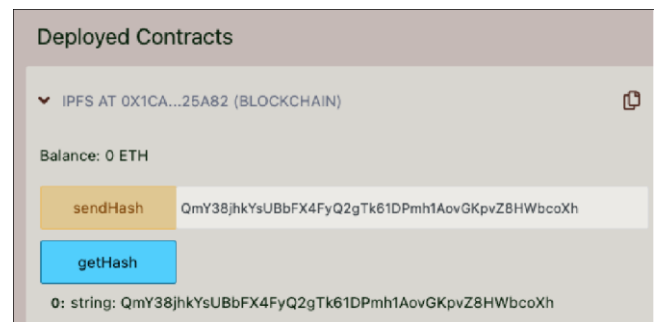 Deployed Contracts
IPFS AT 0X1CA...25A82 (BLOCKCHAIN)
Balance: 0 ETH
sendHash QmY38jhkYsUBbFX4FyQ2gTk61DPmh1AovGKpvZ8HWbcoXh
getHash
0: string: QmY38jhkYsUBbFX4FyQ2gTk61DPmh1AovGKpvZ8HWbcoXh